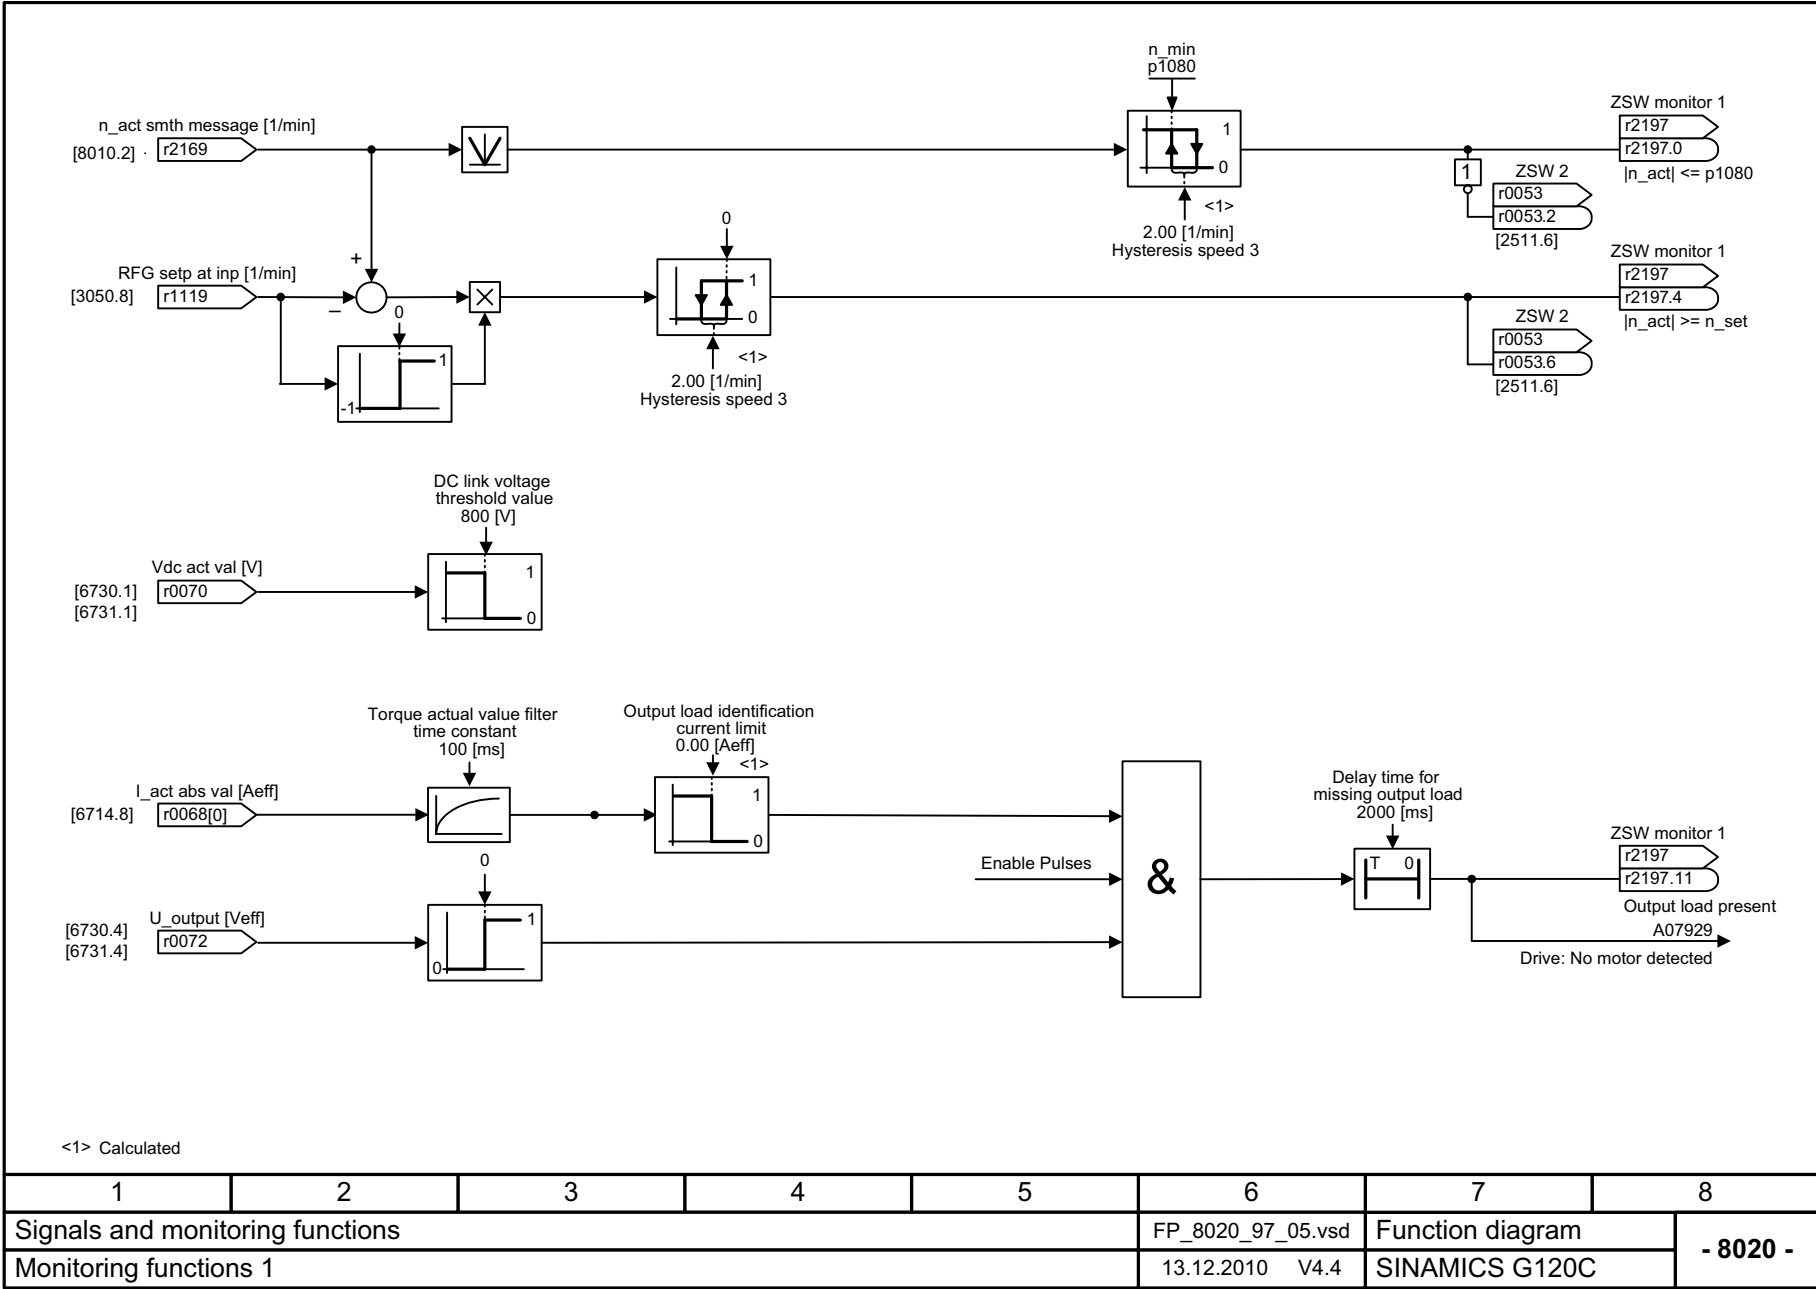 n_min
p1080
n_act smth message [1/min]
[8010.2] .
r2169
1
0
<1>
2.00 [1/min]
Hysteresis speed 3
ZSW monitor 1
r2197
r2197.0
|n_act| <= p1080
1
ZSW 2
r0053
r0053.2
[2511.6]
RFG setp at inp [1/min]
[3050.8]
r1119
+
–
0
1
-1
0
1
0
<1>
2.00 [1/min]
Hysteresis speed 3
ZSW monitor 1
r2197
r2197.4
|n_act| >= n_set
ZSW 2
r0053
r0053.6
[2511.6]
DC link voltage
threshold value
800 [V]
Vdc act val [V]
[6730.1]
[6731.1]
r0070
1
0
Torque actual value filter
time constant
100 [ms]
Output load identification
current limit
0.00 [Aeff]
<1>
I_act abs val [Aeff]
[6714.8]
r0068[0]
1
0
Enable Pulses
&
Delay time for
missing output load
2000 [ms]
T 0
ZSW monitor 1
r2197
r2197.11
Output load present
A07929
Drive: No motor detected
0
U_output [Veff]
[6730.4]
[6731.4]
r0072
1
0
<1> Calculated
1 2 3 4 5 6 7 8
Signals and monitoring functions
FP_8020_97_05.vsd
Function diagram
- 8020 -
Monitoring functions 1
13.12.2010 V4.4
SINAMICS G120C